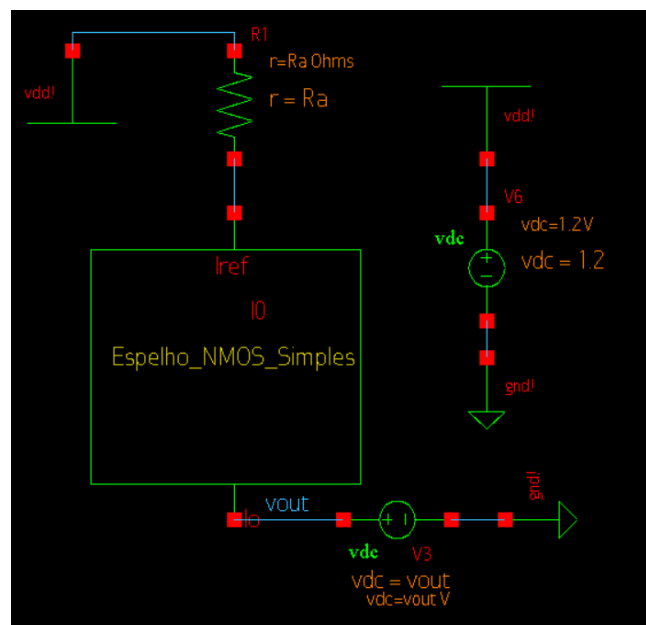 R1
r=Ra Ohms
r = Ra
vdd!
vdd!
V6
vdc=1.2V
vdc
vdc = 1.2
+
−
Iref
I0
Espelho_NMOS_Simples
gnd!
gnd!
vout
Io
+ −
vdc
V3
vdc = vout
vdc=vout V